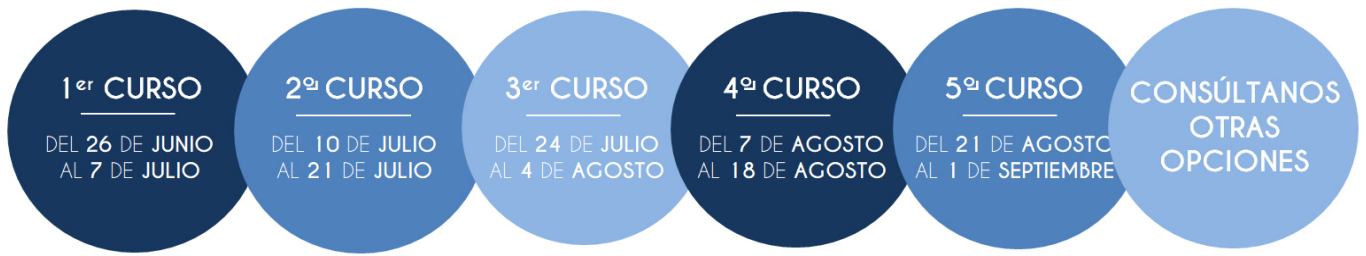 1er CURSO
DEL 26 DE JUNIO
AL 7 DE JULIO
2º CURSO
DEL 10 DE JULIO
AL 21 DE JULIO
3er CURSO
DEL 24 DE JULIO
AL 4 DE AGOSTO
4º CURSO
DEL 7 DE AGOSTO
AL 18 DE AGOSTO
5º CURSO
DEL 21 DE AGOSTO
AL 1 DE SEPTIEMBRE
CONSÚLTANOS
OTRAS
OPCIONES